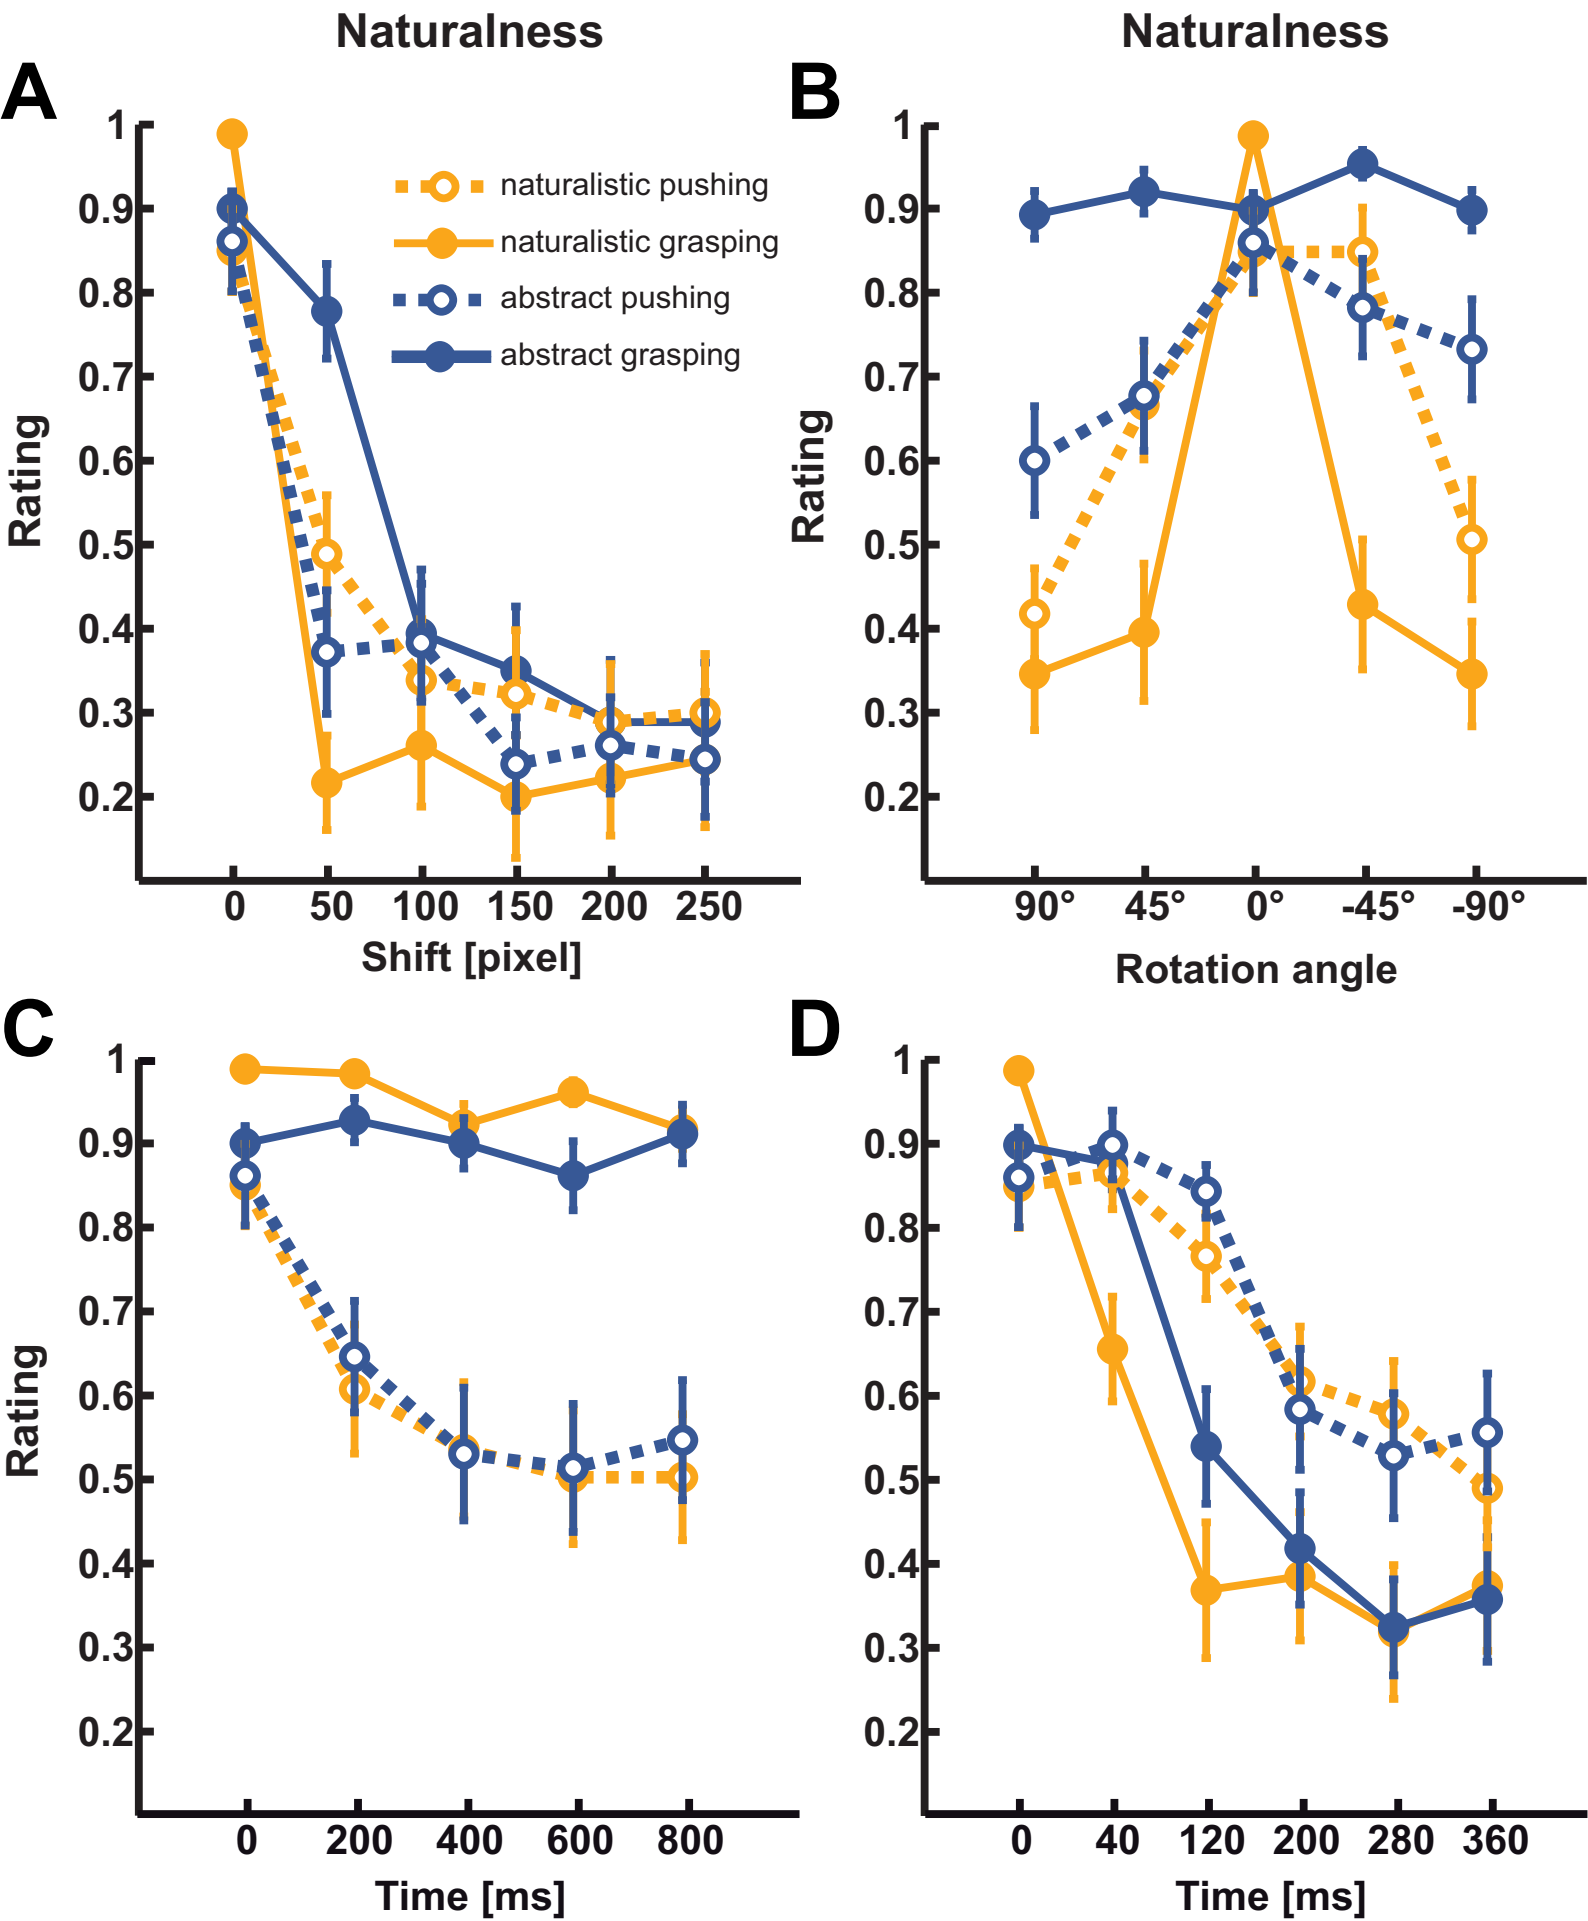 Naturalness
Naturalness
A
B
1
0.9
0.8
0.7
0.6
0.5
0.4
0.3
0.2
Rating
naturalistic pushing
naturalistic grasping
abstract pushing
abstract grasping
0 50 100 150 200 250
Shift [pixel]
1
0.9
0.8
0.7
0.6
0.5
0.4
0.3
0.2
Rating
90° 45° 0° -45° -90°
Rotation angle
C
D
1
0.9
0.8
0.7
0.6
0.5
0.4
0.3
0.2
Rating
0 200 400 600 800
Time [ms]
1
0.9
0.8
0.7
0.6
0.5
0.4
0.3
0.2
0 40 120 200 280 360
Time [ms]